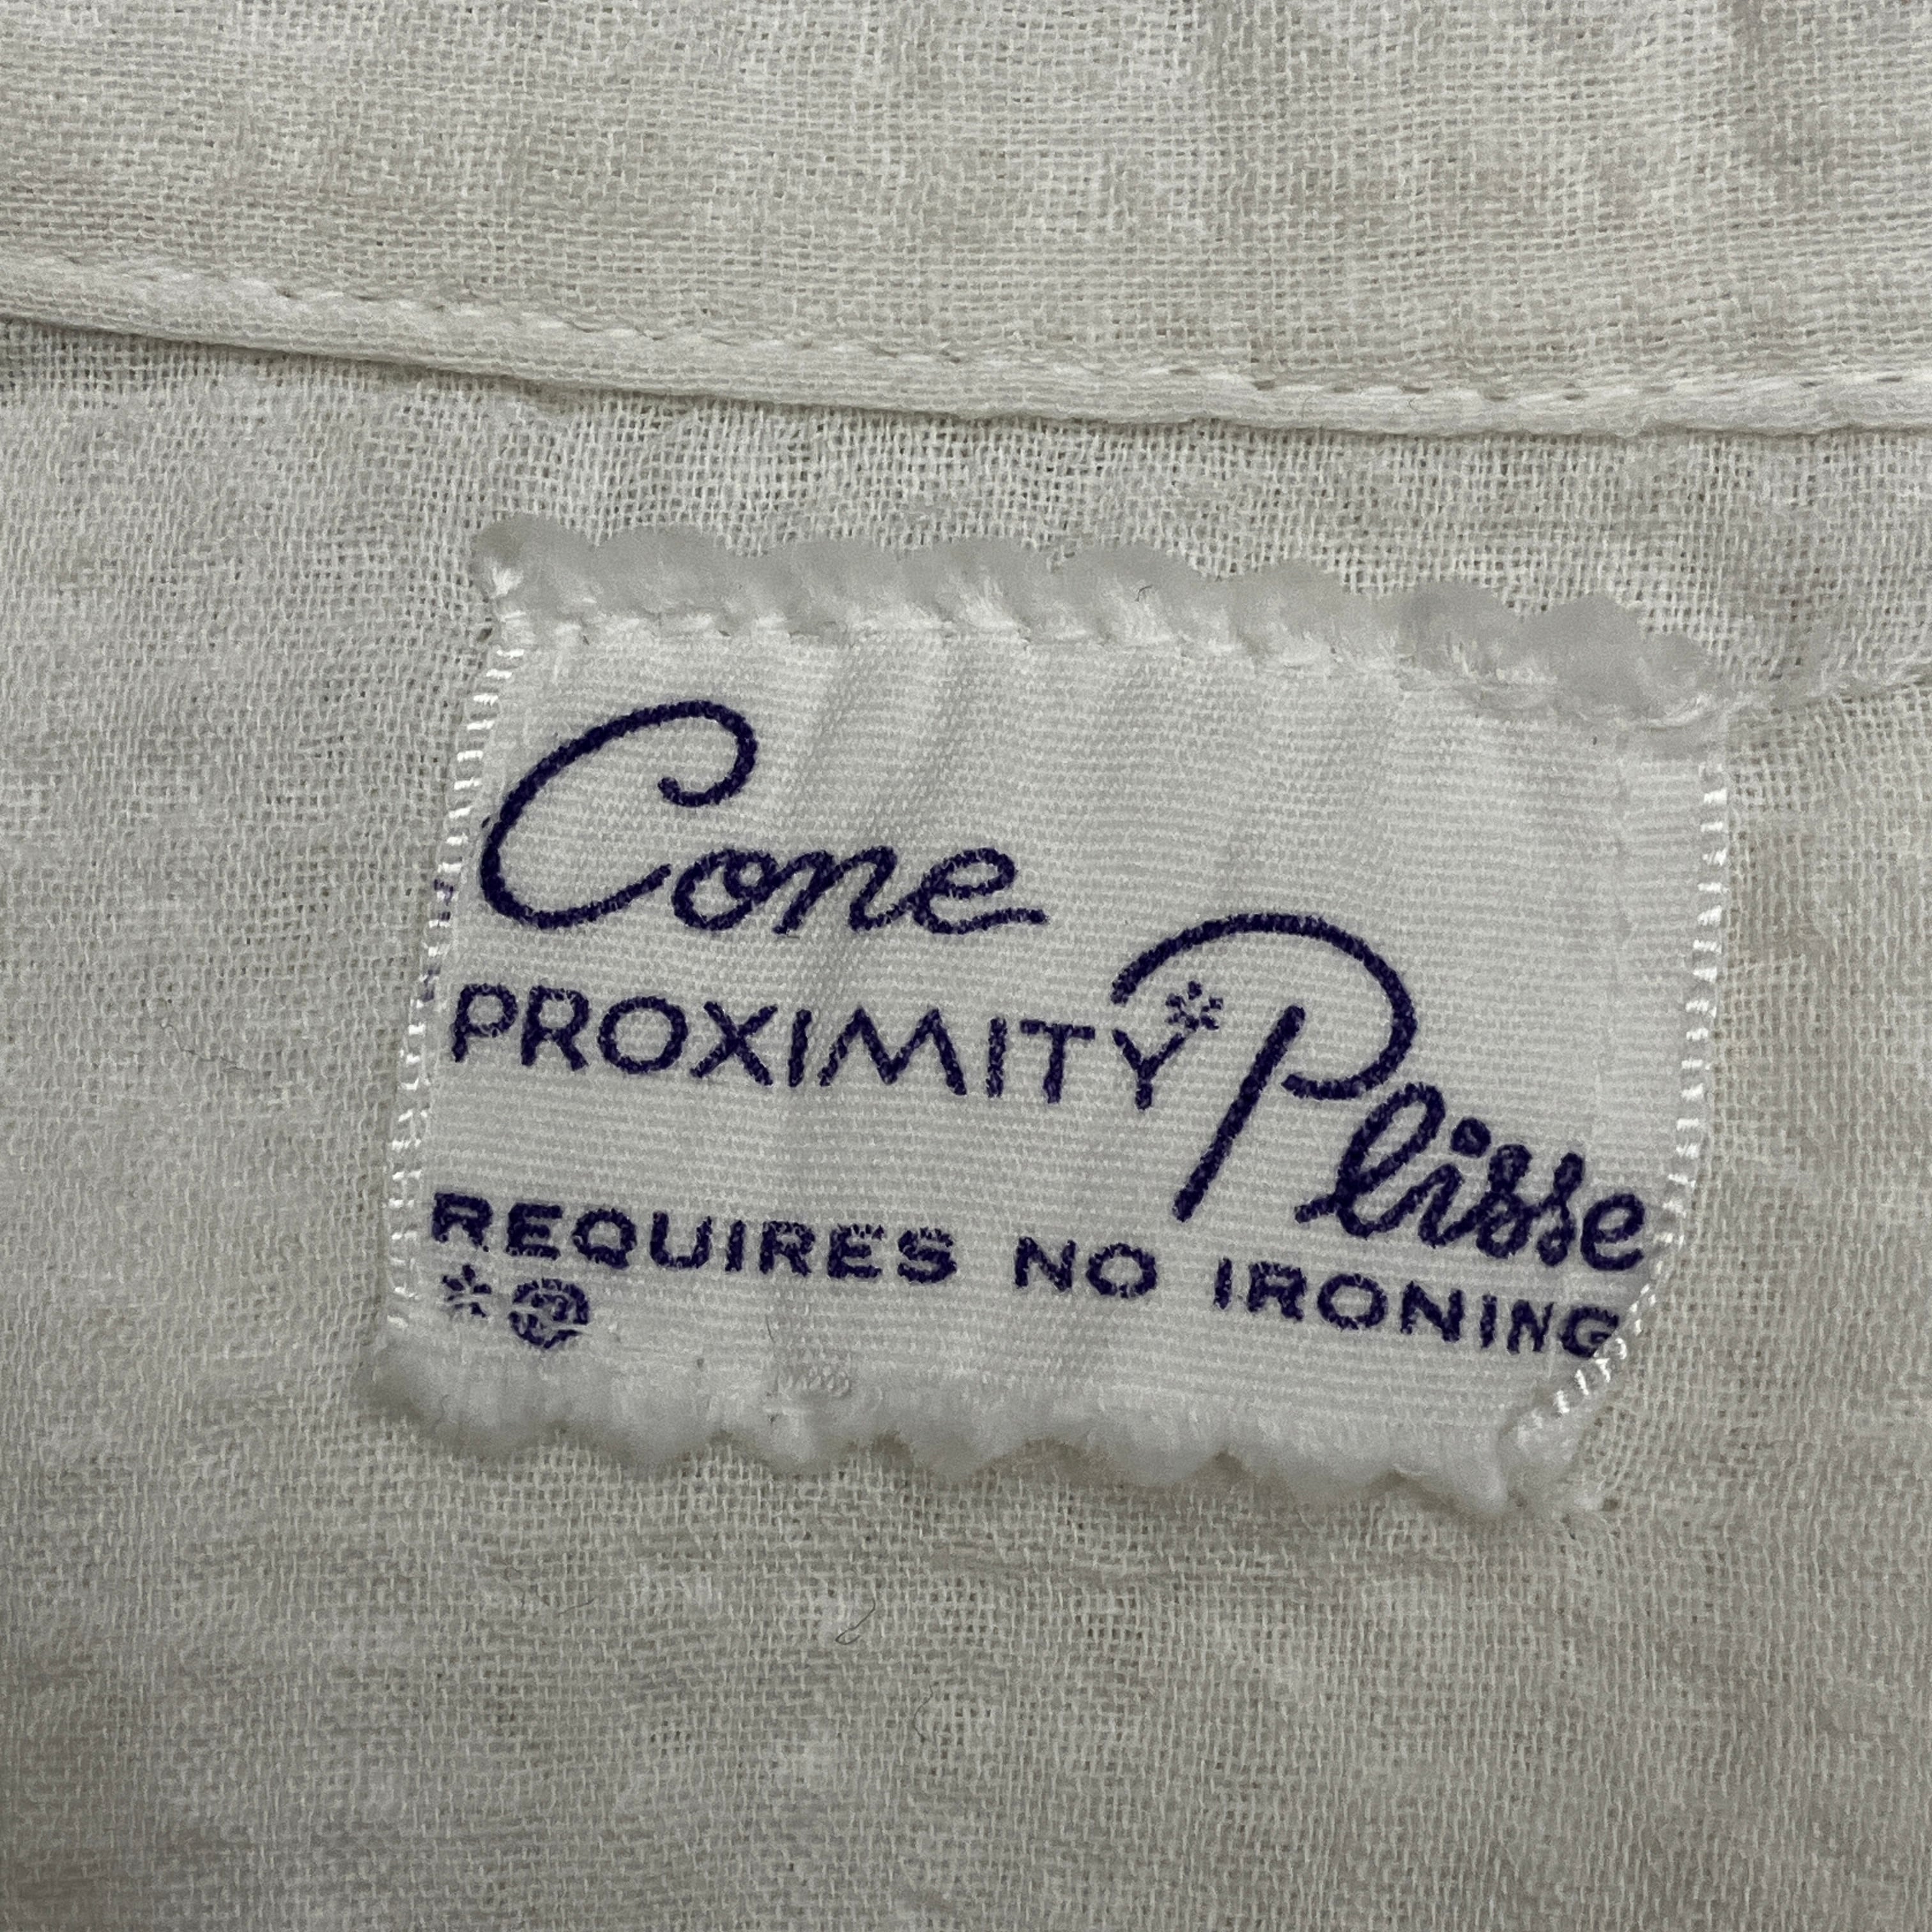 Cone
PROXIMITY* Plisse
REQUIRES NO IRONING
*